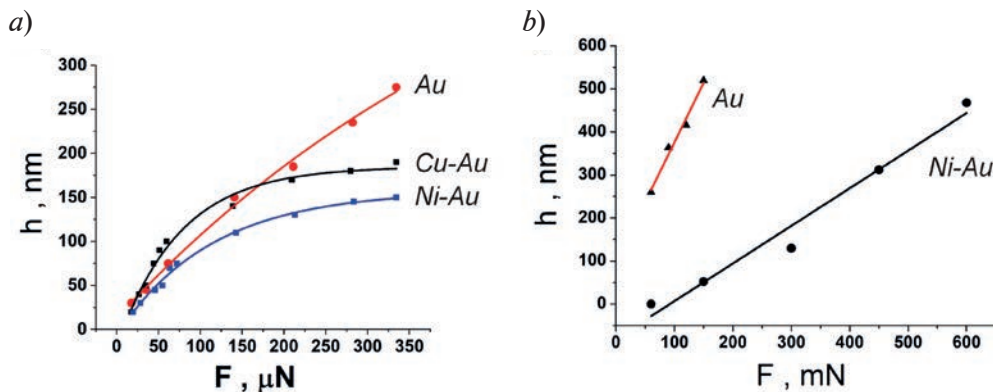 a)
300
250
200
150
100
50
0
h, nm
Au
Cu-Au
Ni-Au
0 50 100 150 200 250 300 350
F, μN
b)
600
500
400
300
200
100
0
h, nm
Au
Ni-Au
0 100 200 300 400 500 600
F, mN